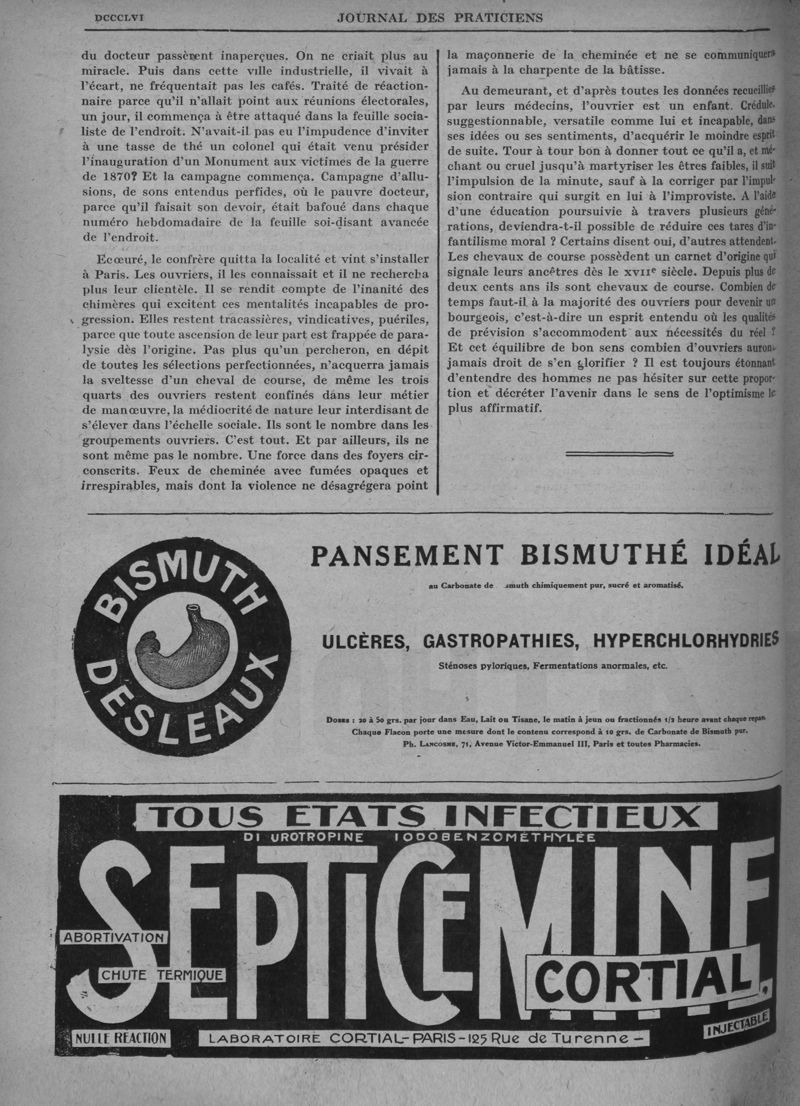 DCCCLVI
JOURNAL DES PRATICIENS
du docteur passèrent inaperçues. On ne criait plus au
miracle. Puis dans cette ville industrielle, il vivait à
l'écart, ne fréquentait pas les cafés. Traité de réaction-
naire parce qu'il n'allait point aux réunions électorales,
un jour, il commença à être attaqué dans la feuille socia-
liste de l'endroit. N'avait-il pas eu l'impudence d'inviter
à une tasse de thé un colonel qui était venu présider
l'inauguration d'un Monument aux victimes de la guerre
de 1870? Et la campagne commença. Campagne d'allu-
sions, de sons entendus perfides, où le pauvre docteur,
parce qu'il faisait son devoir, était bafoué dans chaque
numéro hebdomadaire de la feuille soi-disant avancée
de l'endroit.
Ecœuré, le confrère quitta la localité et vint s'installer
à Paris. Les ouvriers, il les connaissait et il ne rechercha
plus leur clientèle. Il se rendit compte de l'inanité des
chimères qui excitent ces mentalités incapables de pro-
gression. Elles restent tracassières, vindicatives, puériles,
parce que toute ascension de leur part est frappée de para-
lysie dès l'origine. Pas plus qu'un percheron, en dépit
de toutes les sélections perfectionnées, n'acquerra jamais
la sveltesse d'un cheval de course, de même les trois
quarts des ouvriers restent confinés dans leur métier
de manœuvre, la médiocrité de nature leur interdisant de
s'élever dans l'échelle sociale. Ils sont le nombre dans les
groupements ouvriers. C'est tout. Et par ailleurs, ils ne
sont même pas le nombre. Une force dans des foyers cir-
conscrits. Feux de cheminée avec fumées opaques et
irrespirables, mais dont la violence ne désagrégera point
la maçonnerie de la cheminée et ne se communiquera
jamais à la charpente de la bâtisse.
Au demeurant, et d'après toutes les données recueillies
par leurs médecins, l'ouvrier est un enfant. Crédule,
suggestionnable, versatile comme lui et incapable, dans
ses idées ou ses sentiments, d'acquérir le moindre esprit
de suite. Tour à tour bon à donner tout ce qu'il a, et mé-
chant ou cruel jusqu'à martyriser les êtres faibles, il suit
l'impulsion de la minute, sauf à la corriger par l'impul-
sion contraire qui surgit en lui à l'improviste. A l'aide
d'une éducation poursuivie à travers plusieurs géné-
rations, deviendra-t-il possible de réduire ces tares d'in-
fantilisme moral ? Certains disent oui, d'autres attendent.
Les chevaux de course possèdent un carnet d'origine qui
signale leurs ancêtres dès le XVIIe siècle. Depuis plus de
deux cents ans ils sont chevaux de course. Combien de
temps faut-il à la majorité des ouvriers pour devenir un
bourgeois, c'est-à-dire un esprit entendu où les qualités
de prévision s'accommodent aux nécessités du réel ?
Et cet équilibre de bon sens combien d'ouvriers auron
jamais droit de s'en glorifier ? Il est toujours étonnant
d'entendre des hommes ne pas hésiter sur cette propor-
tion et décréter l'avenir dans le sens de l'optimisme le
plus affirmatif.
BISMUTH
DESLEAUX
PANSEMENT BISMUTHÉ IDÉAL
au Carbonate de muth chimiquement pur, sucré et aromatisé.
ULCÈRES, GASTROPATHIES, HYPERCHLORHYDRIES
Sténoses pyloriques, Fermentations anormales, etc.
DOSES : 20 à 50 grs. par jour dans Eau, Lait ou Tisane, le matin à jeun ou fractionnés 1/2 heure avant chaque repas
Chaque Flacon porte une mesure dont le contenu correspond à 10 grs. de Carbonate de Bismuth pur.
Ph. LANCOSME, 71, Avenue Victor-Emmanuel III, Paris et toutes Pharmacies.
TOUS ETATS INFECTIEUX
DI UROTROPINE IODOBENZOMÉTHYLÉE
SEPTICEMINE
ABORTIVATION
CHUTE TERMIQUE
CORTIAL
NULLE REACTION
LABORATOIRE CORTIAL-PARIS-125 Rue de Turenne -
INJECTABLE